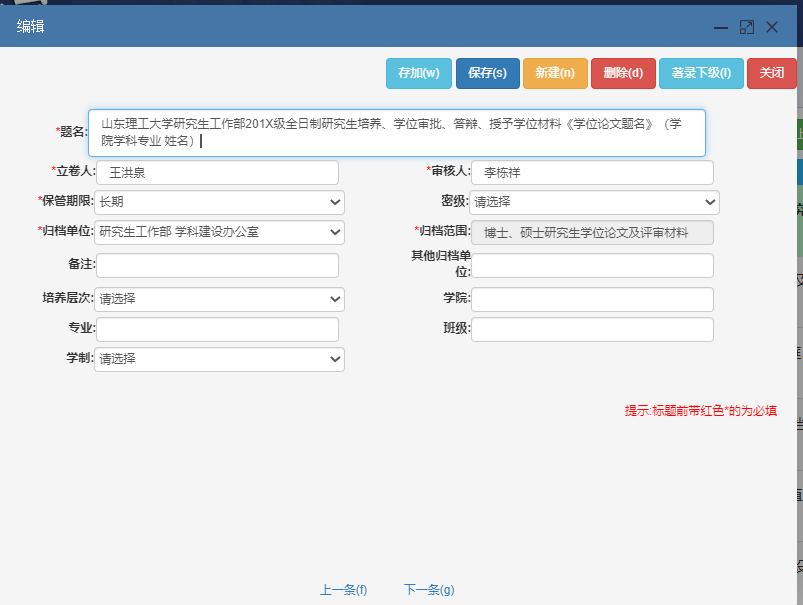 编辑
存加(w) 保存(s) 新建(n) 删除(d) 著录下级(l) 关闭
*题名: 山东理工大学研究生工作部201X级全日制研究生培养、学位审批、答辩、授予学位材料《学位论文题名》（学
院学科专业 姓名）
*立卷人: 王洪泉 *审核人: 李栋祥
*保管期限: 长期 密级: 请选择
*归档单位: 研究生工作部 学科建设办公室 *归档范围: 博士、硕士研究生学位论文及评审材料
备注: 其他归档单
位:
培养层次: 请选择 学院:
专业: 班级:
学制: 请选择
提示:标题前带红色*的为必填
上一条(f) 下一条(g)